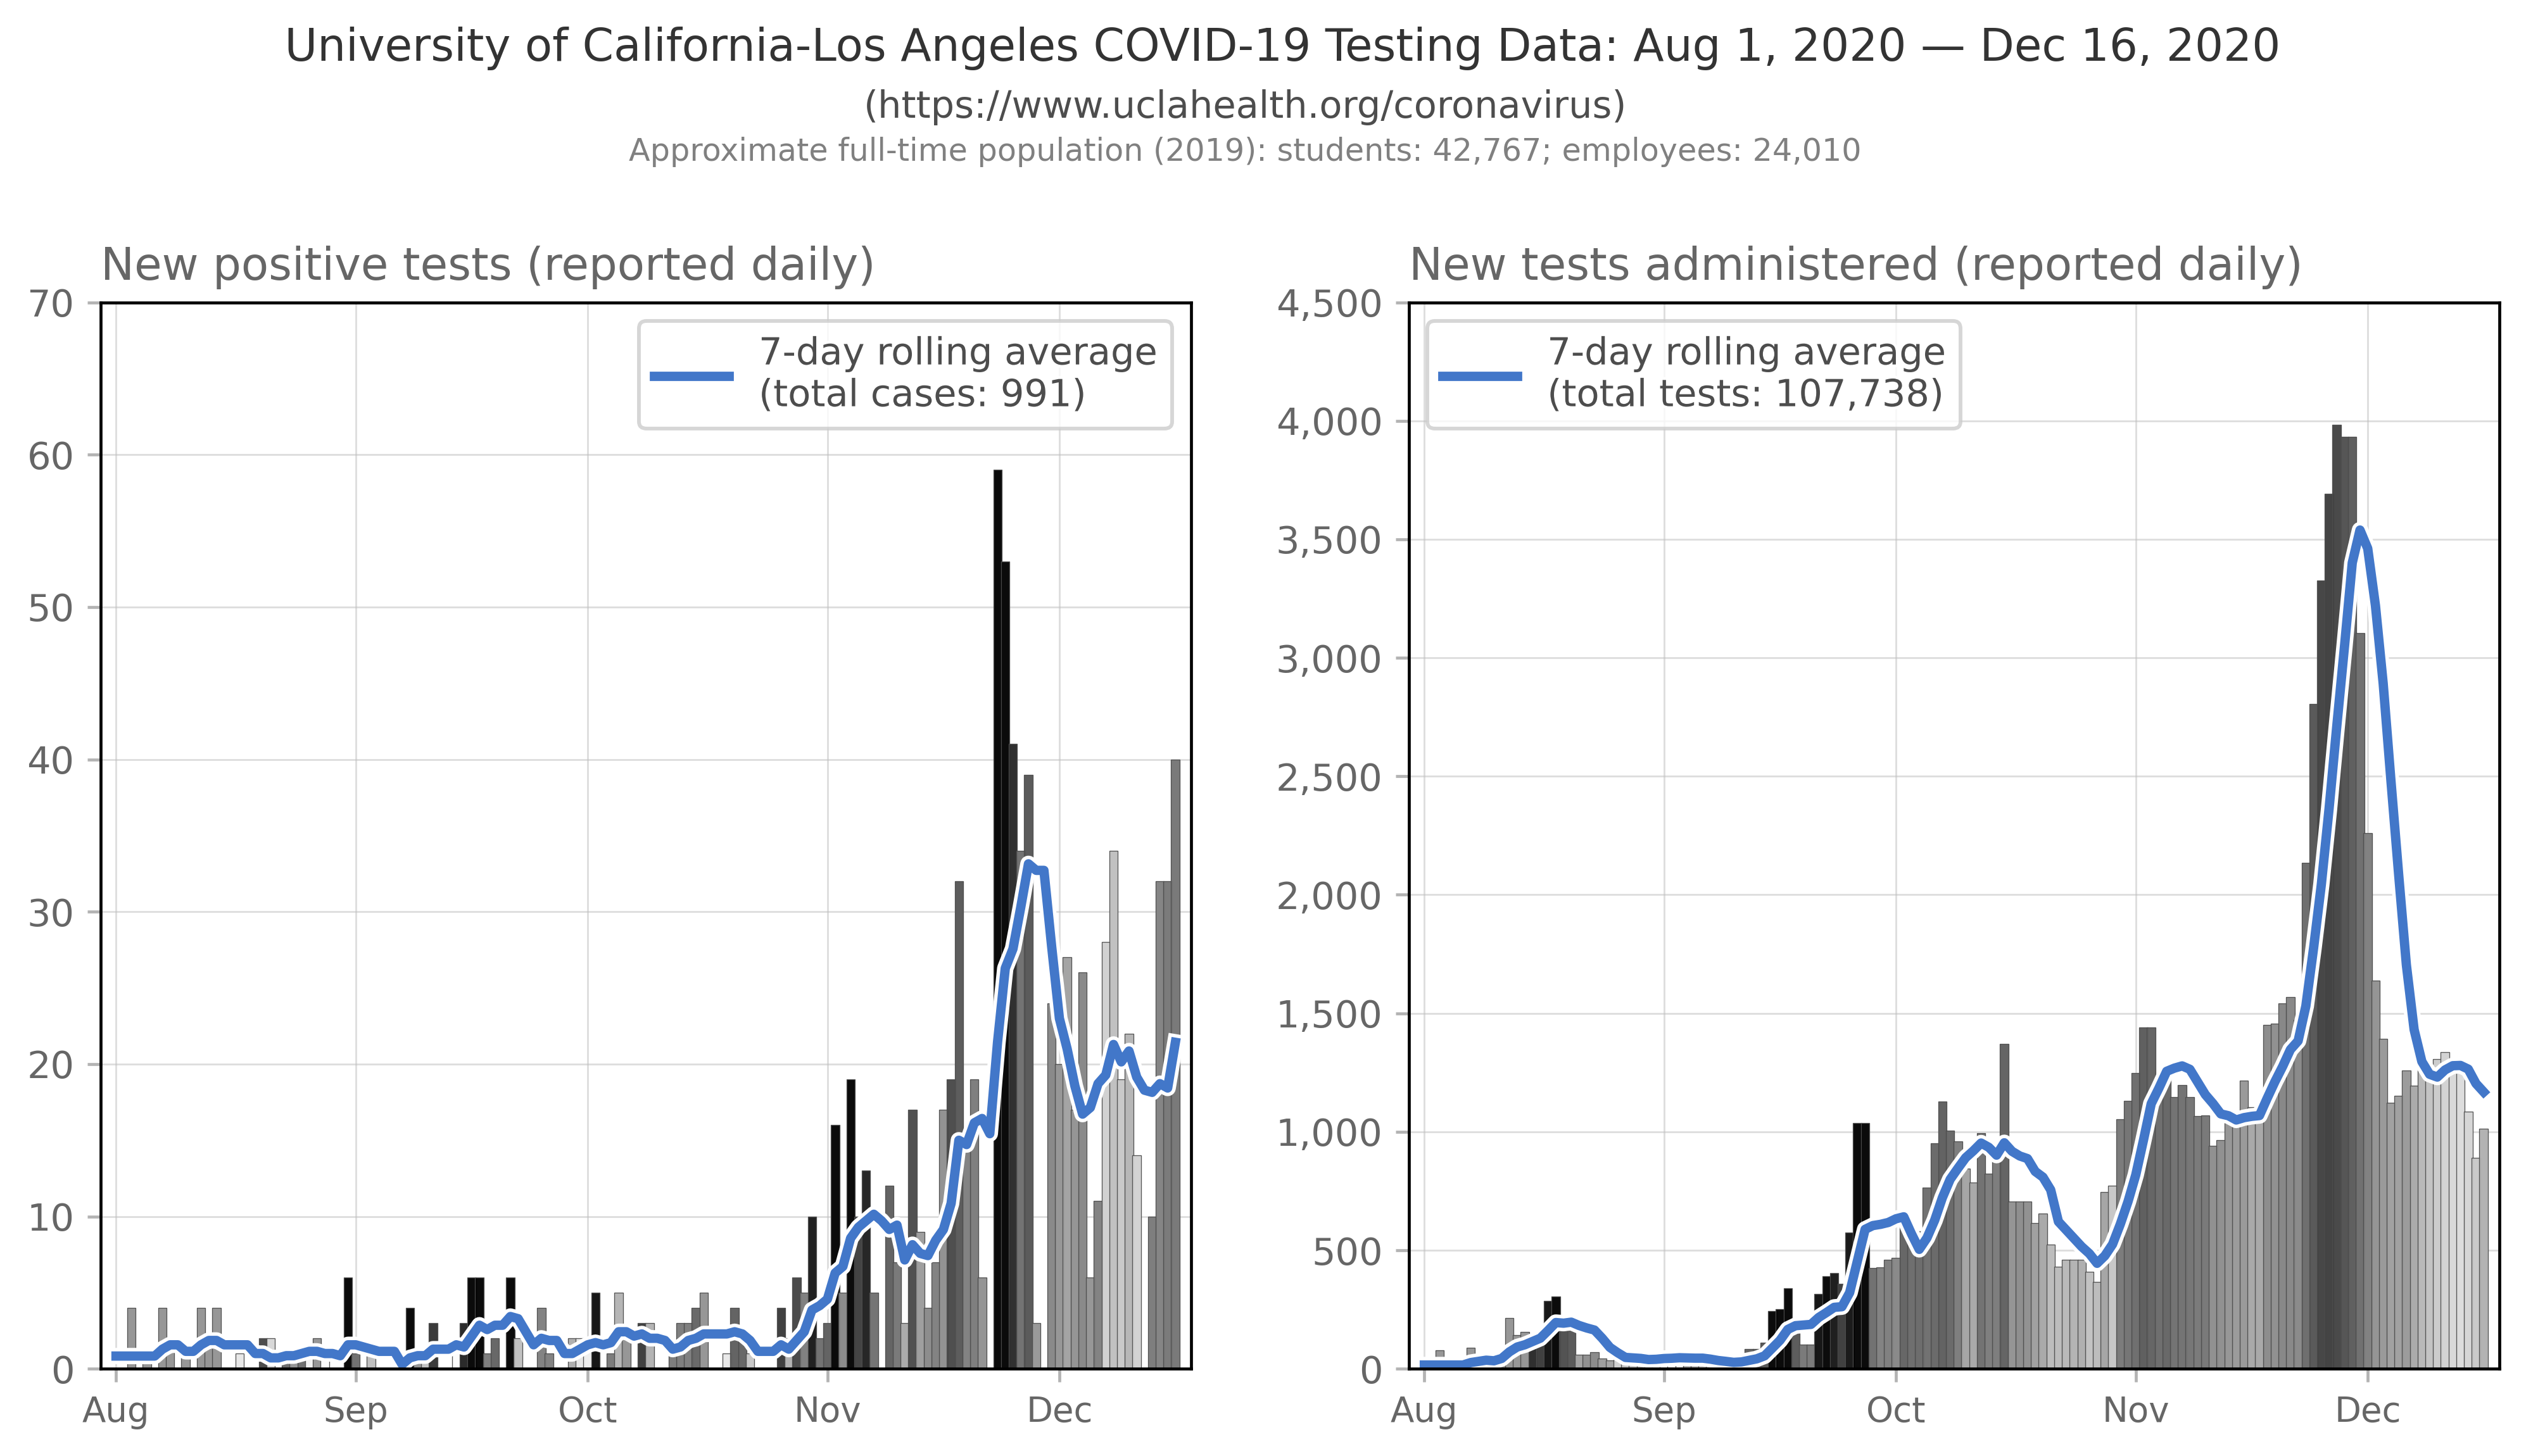 University of California-Los Angeles COVID-19 Testing Data: Aug 1, 2020 — Dec 16, 2020
(https://www.uclahealth.org/coronavirus)
Approximate full-time population (2019): students: 42,767; employees: 24,010
New positive tests (reported daily)
70
60
50
40
30
20
10
0
7-day rolling average
(total cases: 991)
Aug Sep Oct Nov Dec
New tests administered (reported daily)
4,500
4,000
3,500
3,000
2,500
2,000
1,500
1,000
500
0
7-day rolling average
(total tests: 107,738)
Aug Sep Oct Nov Dec